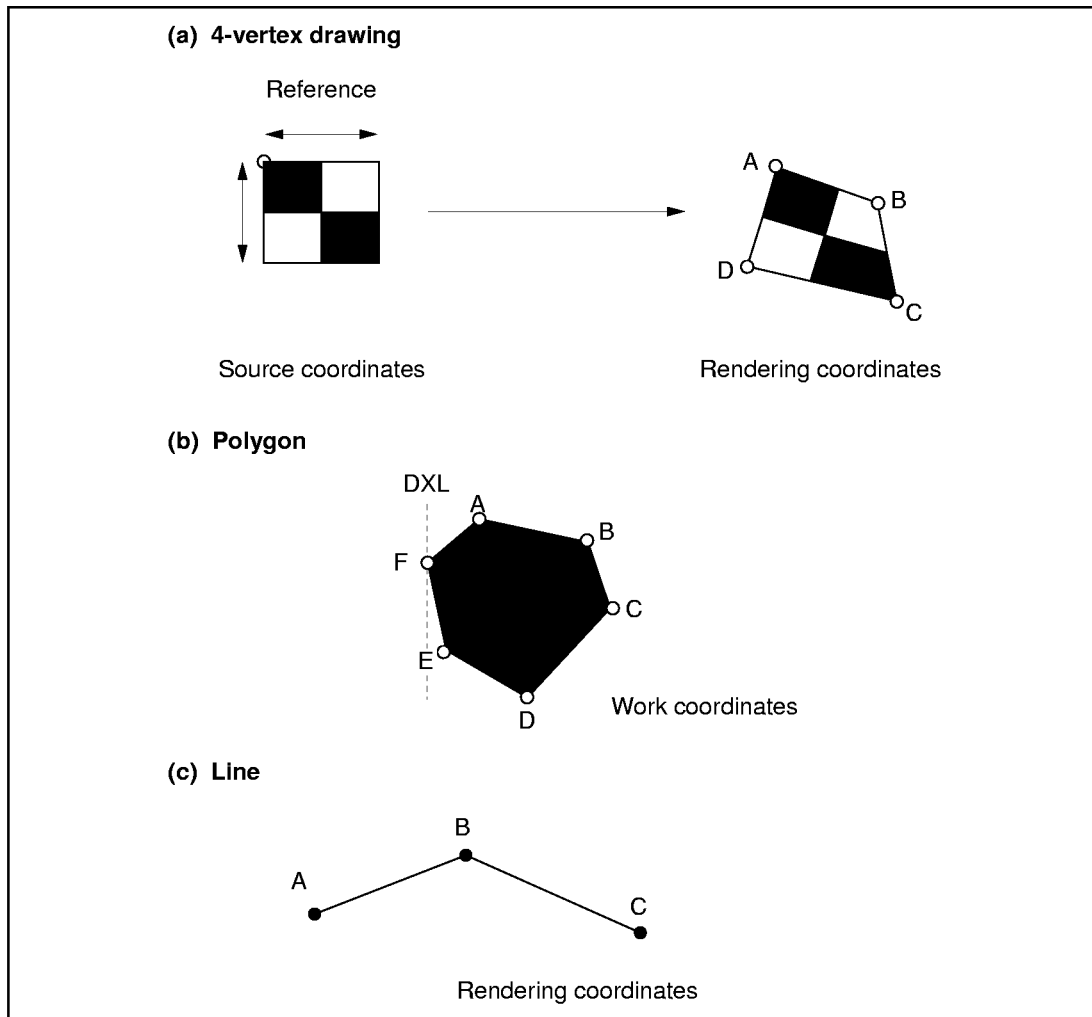 (a) 4-vertex drawing
Reference
A
B
D
C
Source coordinates
Rendering coordinates
(b) Polygon
DXL
A
B
F
C
E
D
Work coordinates
(c) Line
B
A
C
Rendering coordinates